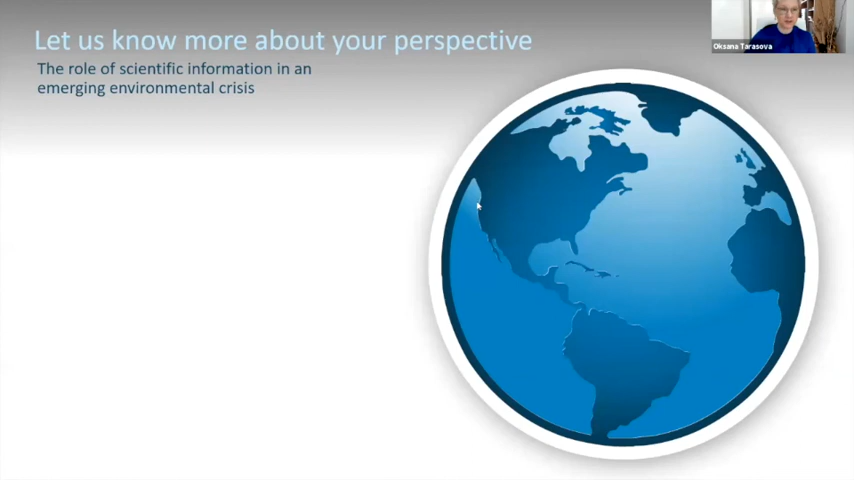 Let us know more about your perspective
The role of scientific information in an
emerging environmental crisis
Oksana Tarasova